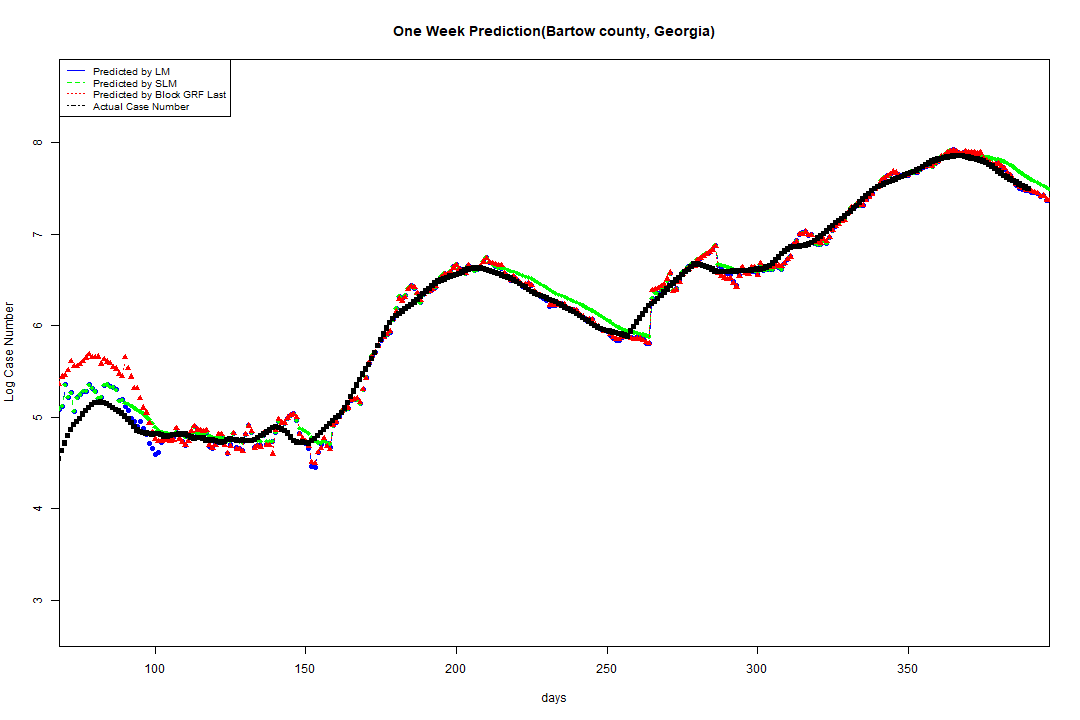 One Week Prediction(Bartow county, Georgia)
Predicted by LM
Predicted by SLM
Predicted by Block GRF Last
Actual Case Number
8
7
6
5
4
3
Log Case Number
100 150 200 250 300 350
days